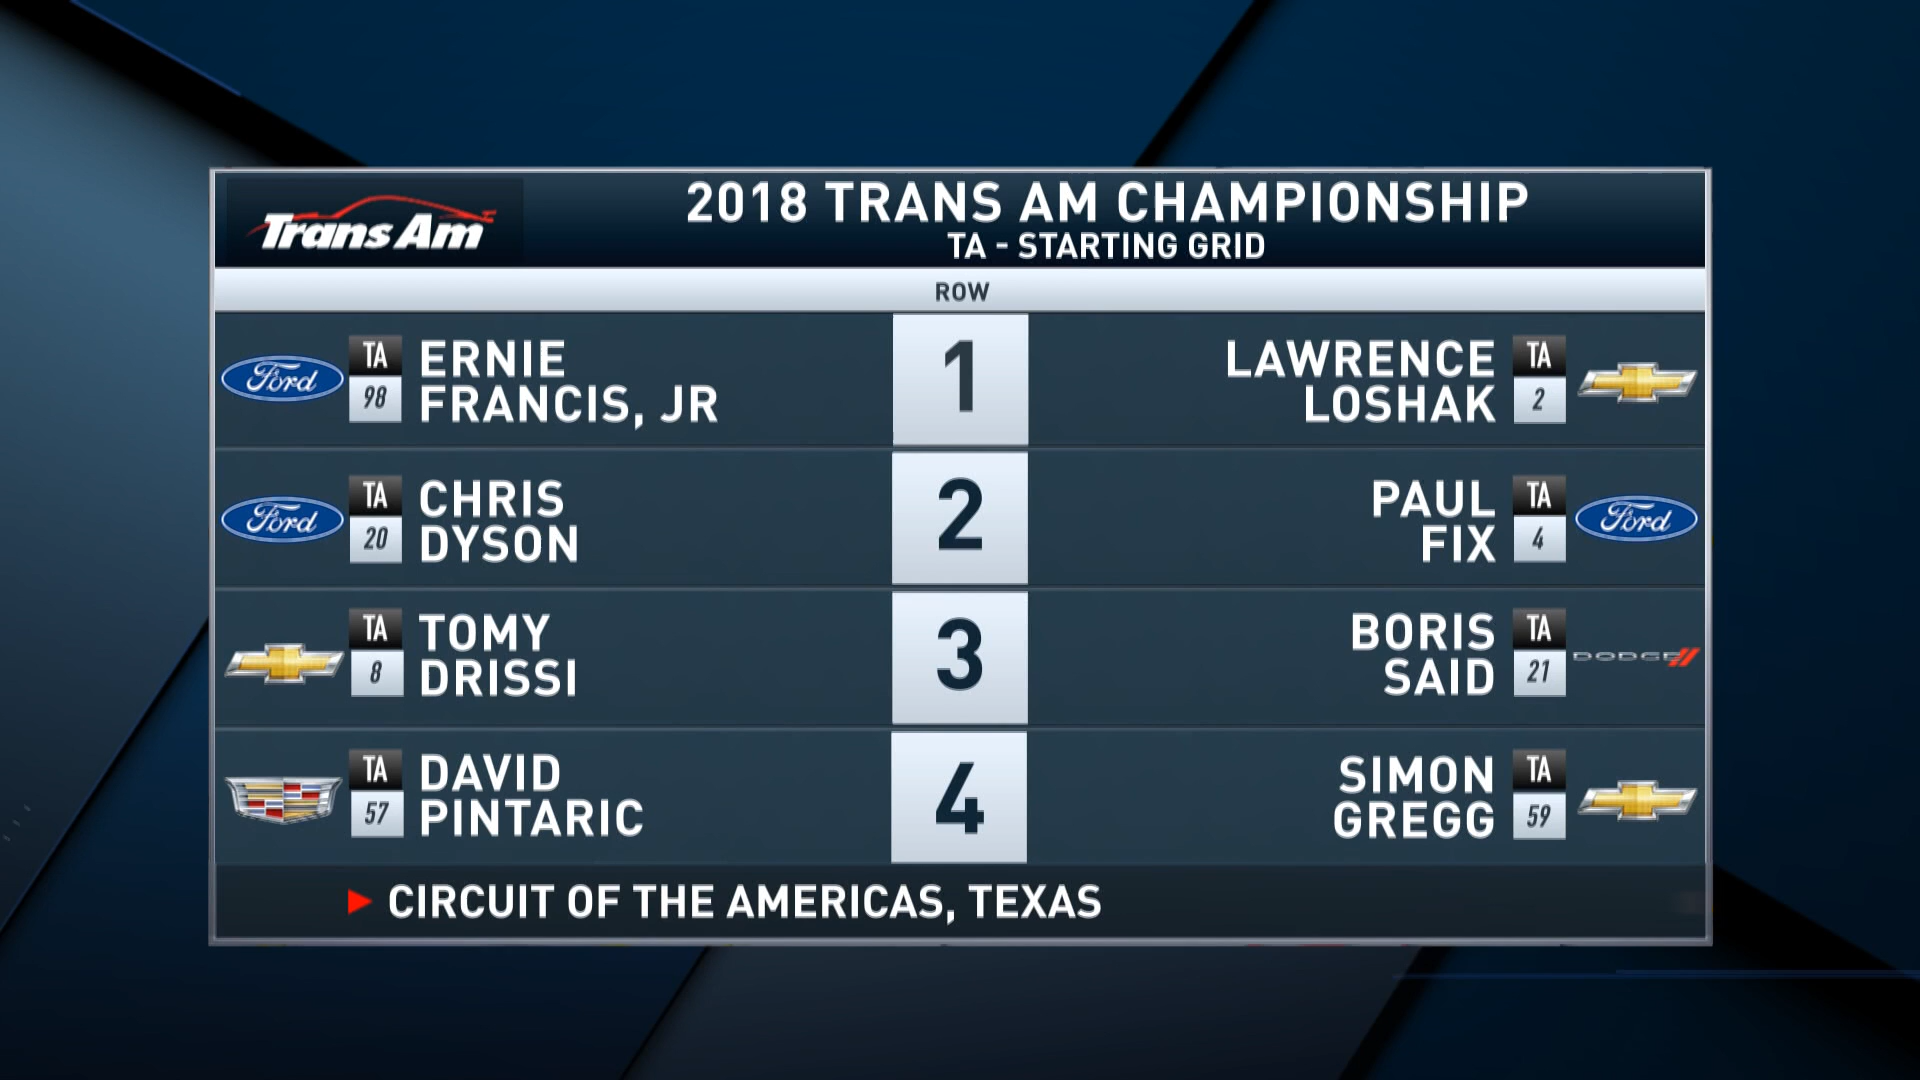 Trans Am
2018 TRANS AM CHAMPIONSHIP
TA - STARTING GRID
ROW
Ford
TA
98
ERNIE
FRANCIS, JR
1
LAWRENCE
LOSHAK
TA
2
Ford
TA
20
CHRIS
DYSON
2
PAUL
FIX
TA
4
Ford
TA
8
TOMY
DRISSI
3
BORIS
SAID
TA
21
DODGE
TA
57
DAVID
PINTARIC
4
SIMON
GREGG
TA
59
CIRCUIT OF THE AMERICAS, TEXAS